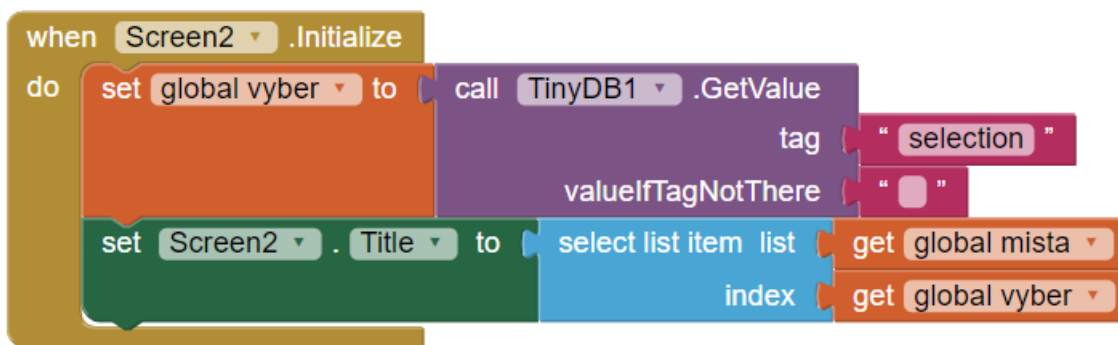 when Screen2 .Initialize
do set global vyber to call TinyDB1 .GetValue
tag “ selection ”
valueIfTagNotThere “ ”
set Screen2 . Title to select list item list get global mista
index get global vyber